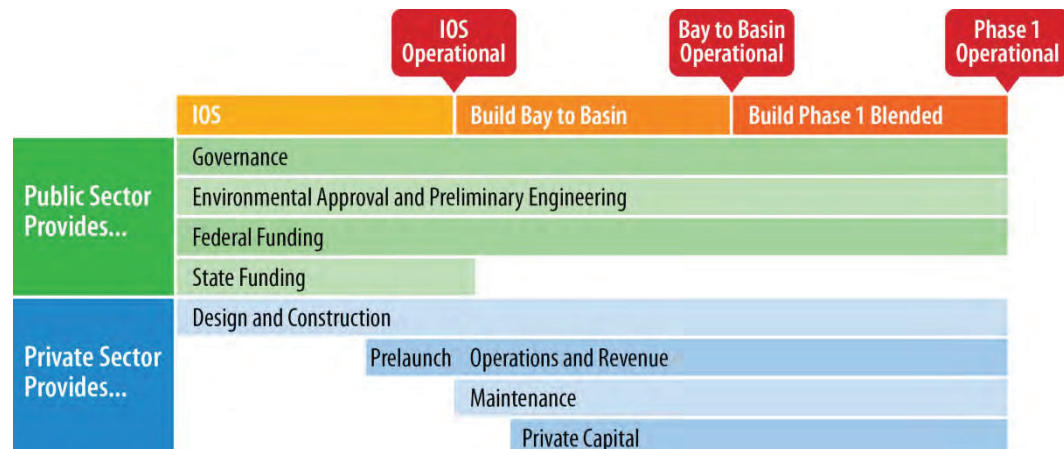 IOS
Operational
Bay to Basin
Operational
Phase 1
Operational
IOS
Build Bay to Basin
Build Phase 1 Blended
Public Sector
Provides...
Governance
Environmental Approval and Preliminary Engineering
Federal Funding
State Funding
Private Sector
Provides...
Design and Construction
Prelaunch
Operations and Revenue
Maintenance
Private Capital